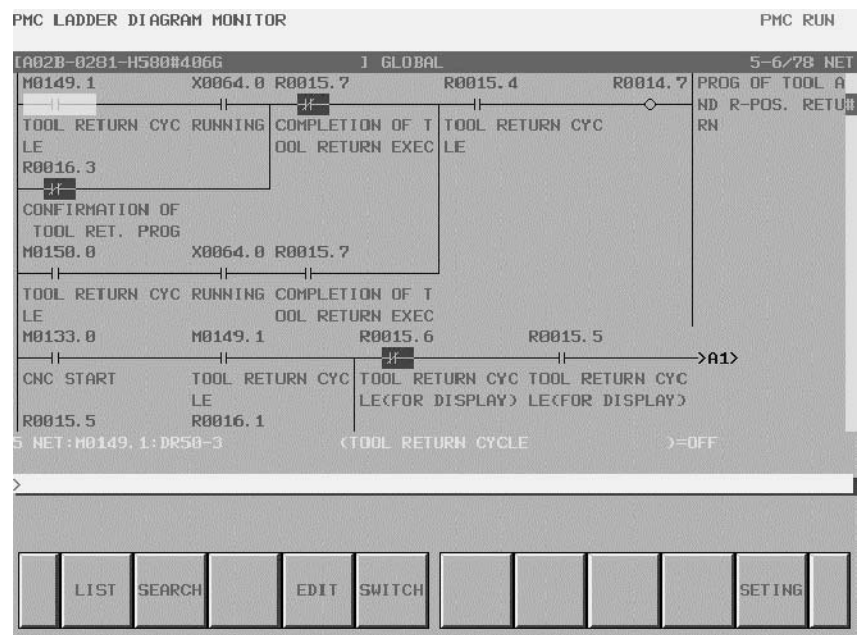 PMC LADDER DIAGRAM MONITOR PMC RUN
[A02B-0281-H580#406G ] GLOBAL 5-6/78 NET
M0149.1 X0064.0 R0015.7 R0015.4 R0014.7 PROG OF TOOL A
ND R-POS. RETU#
TOOL RETURN CYC RUNNING COMPLETION OF T TOOL RETURN CYC RN
LE OOL RETURN EXEC LE
R0016.3
CONFIRMATION OF
TOOL RET. PROG
M0150.0 X0064.0 R0015.7
TOOL RETURN CYC RUNNING COMPLETION OF T
LE OOL RETURN EXEC
M0133.0 M0149.1 R0015.6 R0015.5
>A1>
CNC START TOOL RETURN CYC TOOL RETURN CYC TOOL RETURN CYC
LE LE(FOR DISPLAY) LE(FOR DISPLAY)
R0015.5 R0016.1
5 NET:M0149.1:DR50-3 (TOOL RETURN CYCLE )=OFF
>
LIST SEARCH EDIT SWITCH SETING